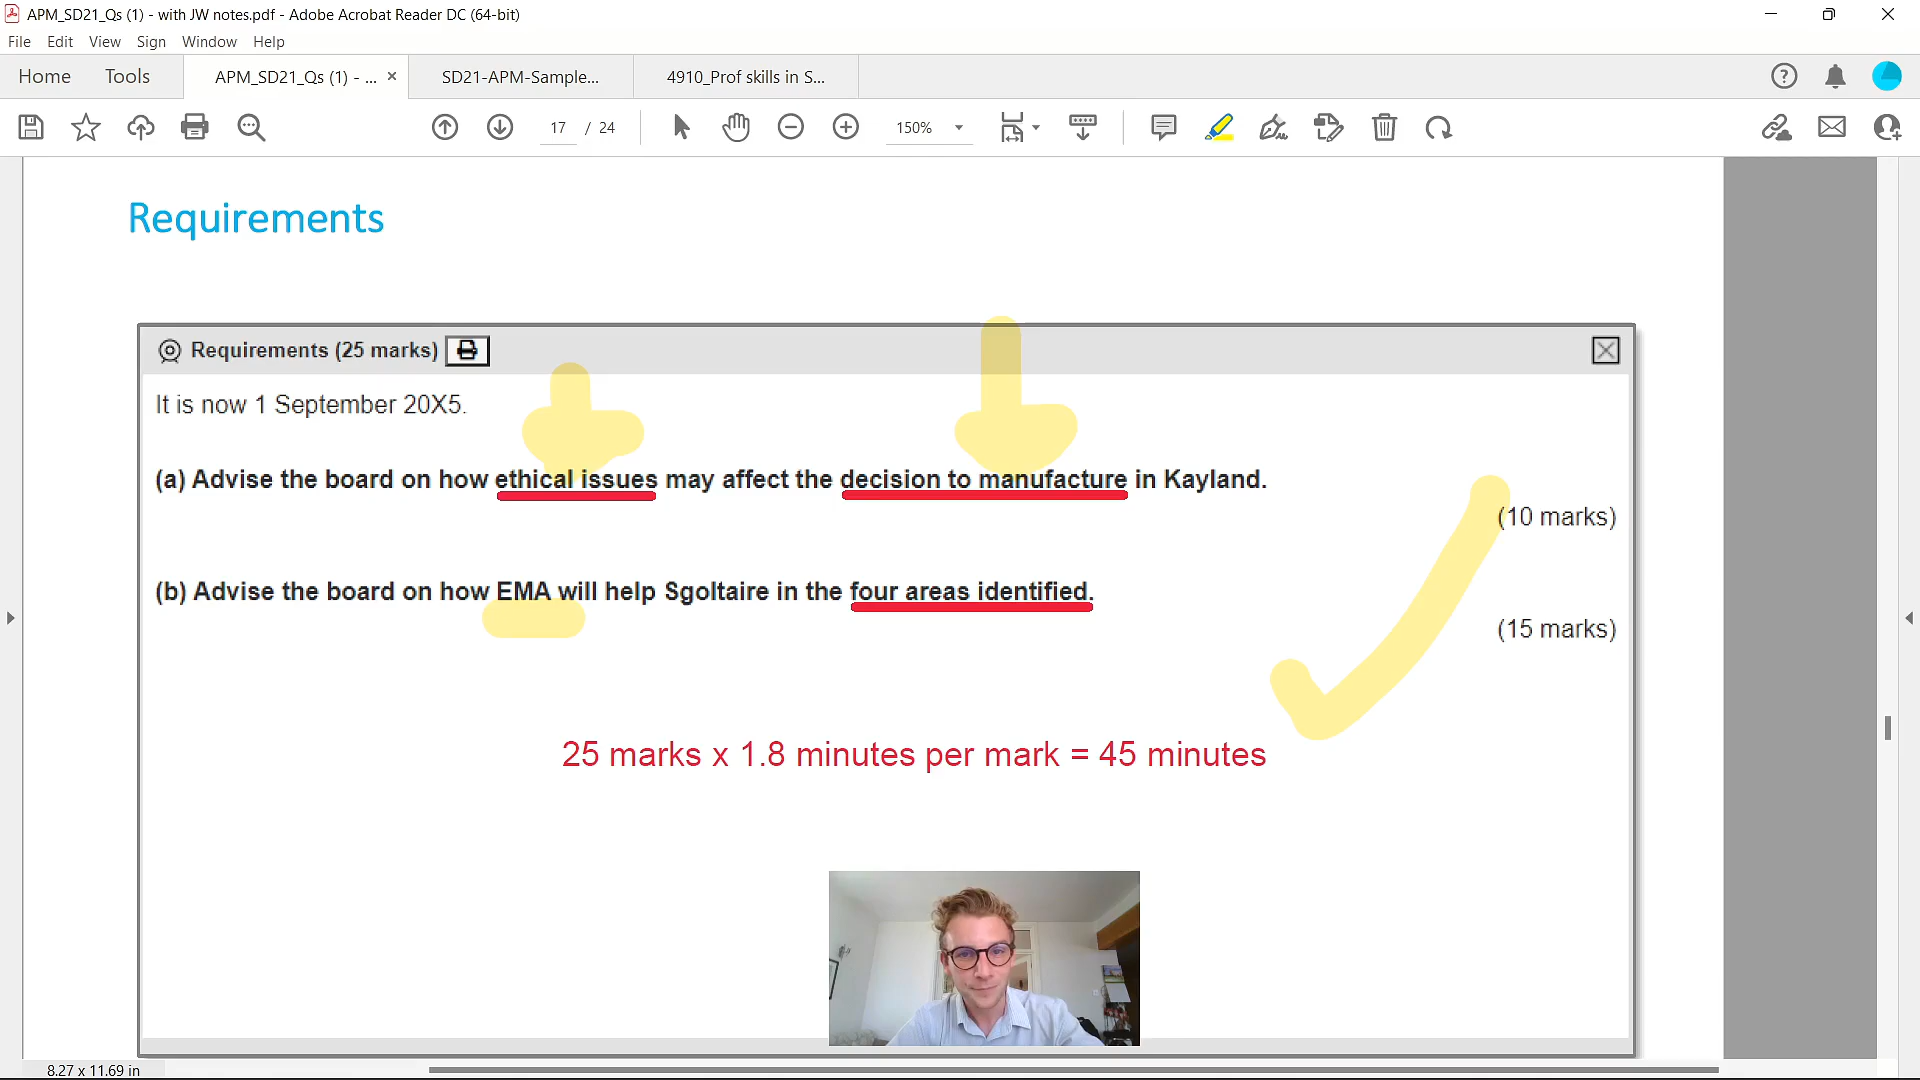 APM_SD21_Qs (1) - with JW notes.pdf - Adobe Acrobat Reader DC (64-bit)
File Edit View Sign Window Help
Home Tools APM_SD21_Qs (1) - ... × SD21-APM-Sample... 4910_Prof skills in S...
17 / 24 150%
Requirements
Requirements (25 marks)
It is now 1 September 20X5.
(a) Advise the board on how ethical issues may affect the decision to manufacture in Kayland.
(10 marks)
(b) Advise the board on how EMA will help Sgoltaire in the four areas identified.
(15 marks)
25 marks x 1.8 minutes per mark = 45 minutes
8.27 x 11.69 in